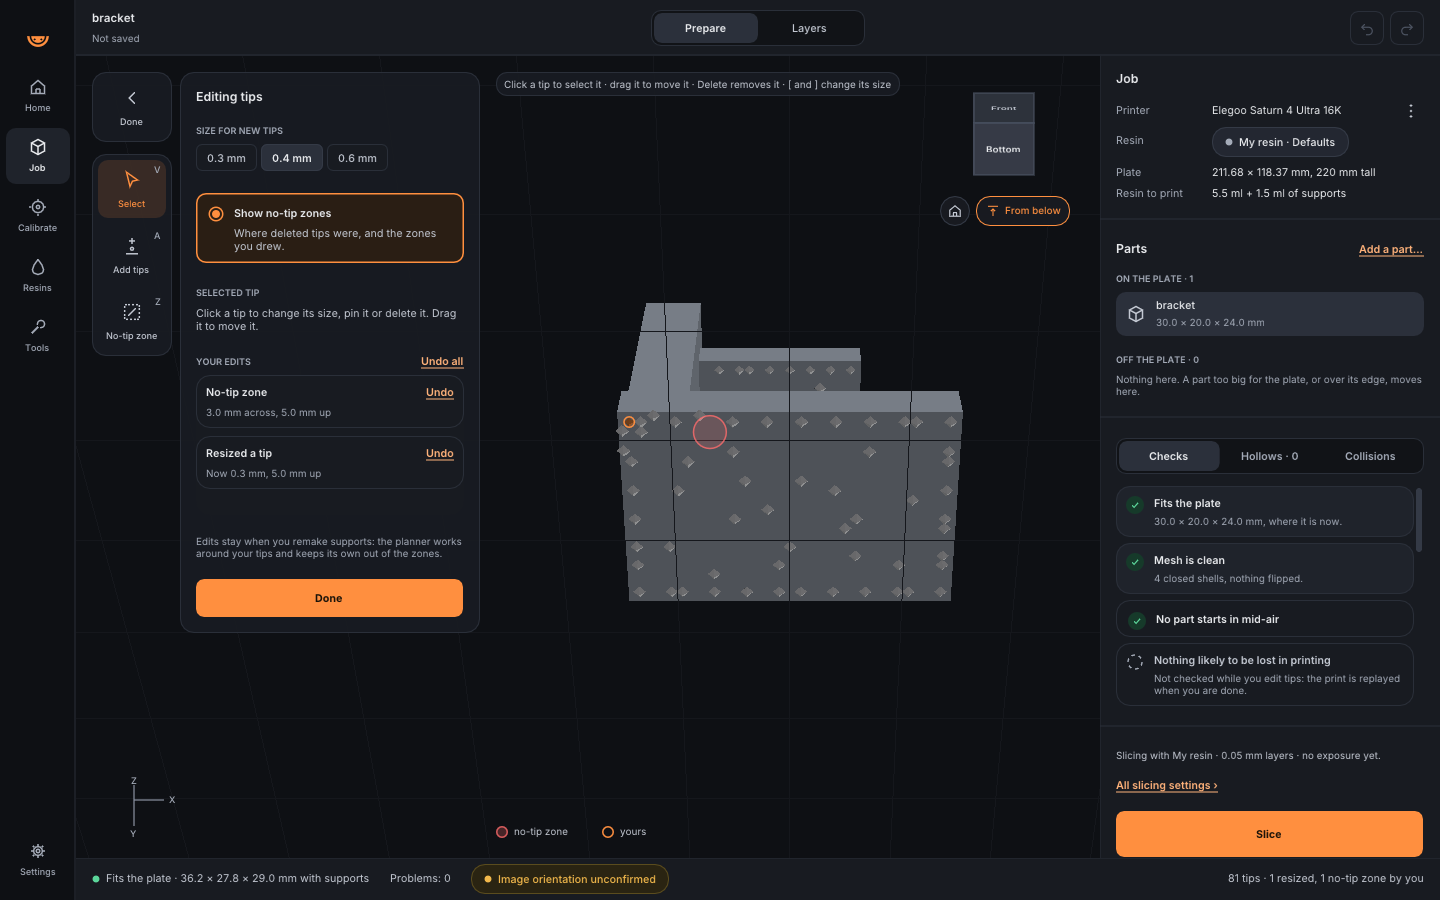 bracket
Not saved
Prepare
Layers
Home
Job
Calibrate
Resins
Tools
Settings
Done
V
Select
A
Add tips
Z
No-tip zone
Editing tips
SIZE FOR NEW TIPS
0.3 mm
0.4 mm
0.6 mm
Show no-tip zones
Where deleted tips were, and the zones
you drew.
SELECTED TIP
Click a tip to change its size, pin it or delete it. Drag
it to move it.
YOUR EDITS
Undo all
No-tip zone
Undo
3.0 mm across, 5.0 mm up
Resized a tip
Undo
Now 0.3 mm, 5.0 mm up
Edits stay when you remake supports: the planner works
around your tips and keeps its own out of the zones.
Done
Click a tip to select it · drag it to move it · Delete removes it · [ and ] change its size
Front
Bottom
From below
Z
X
Y
no-tip zone
yours
Job
Printer
Elegoo Saturn 4 Ultra 16K
Resin
My resin · Defaults
Plate
211.68 × 118.37 mm, 220 mm tall
Resin to print
5.5 ml + 1.5 ml of supports
Parts
Add a part...
ON THE PLATE · 1
bracket
30.0 × 20.0 × 24.0 mm
OFF THE PLATE · 0
Nothing here. A part too big for the plate, or over its edge, moves
here.
Checks
Hollows · 0
Collisions
Fits the plate
30.0 × 20.0 × 24.0 mm, where it is now.
Mesh is clean
4 closed shells, nothing flipped.
No part starts in mid-air
Nothing likely to be lost in printing
Not checked while you edit tips: the print is replayed
when you are done.
Slicing with My resin · 0.05 mm layers · no exposure yet.
All slicing settings ›
Slice
Fits the plate · 36.2 × 27.8 × 29.0 mm with supports
Problems: 0
Image orientation unconfirmed
81 tips · 1 resized, 1 no-tip zone by you